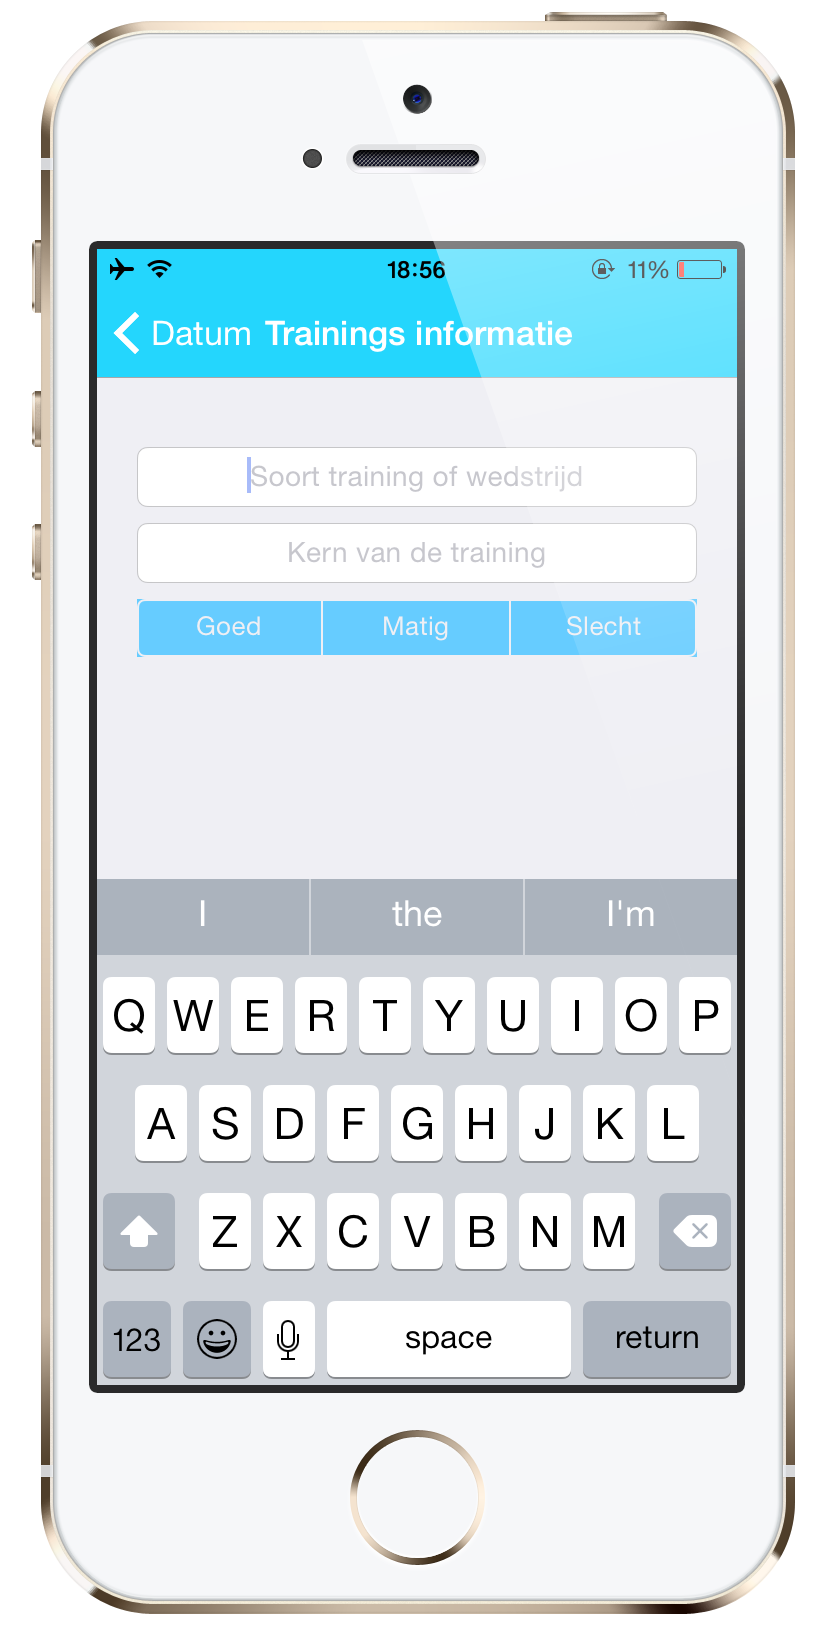 18:56 11%
Datum Trainings informatie
Soort training of wedstrijd
Kern van de training
Goed Matig Slecht
I the I'm
Q W E R T Y U I O P
A S D F G H J K L
Z X C V B N M
123 space return